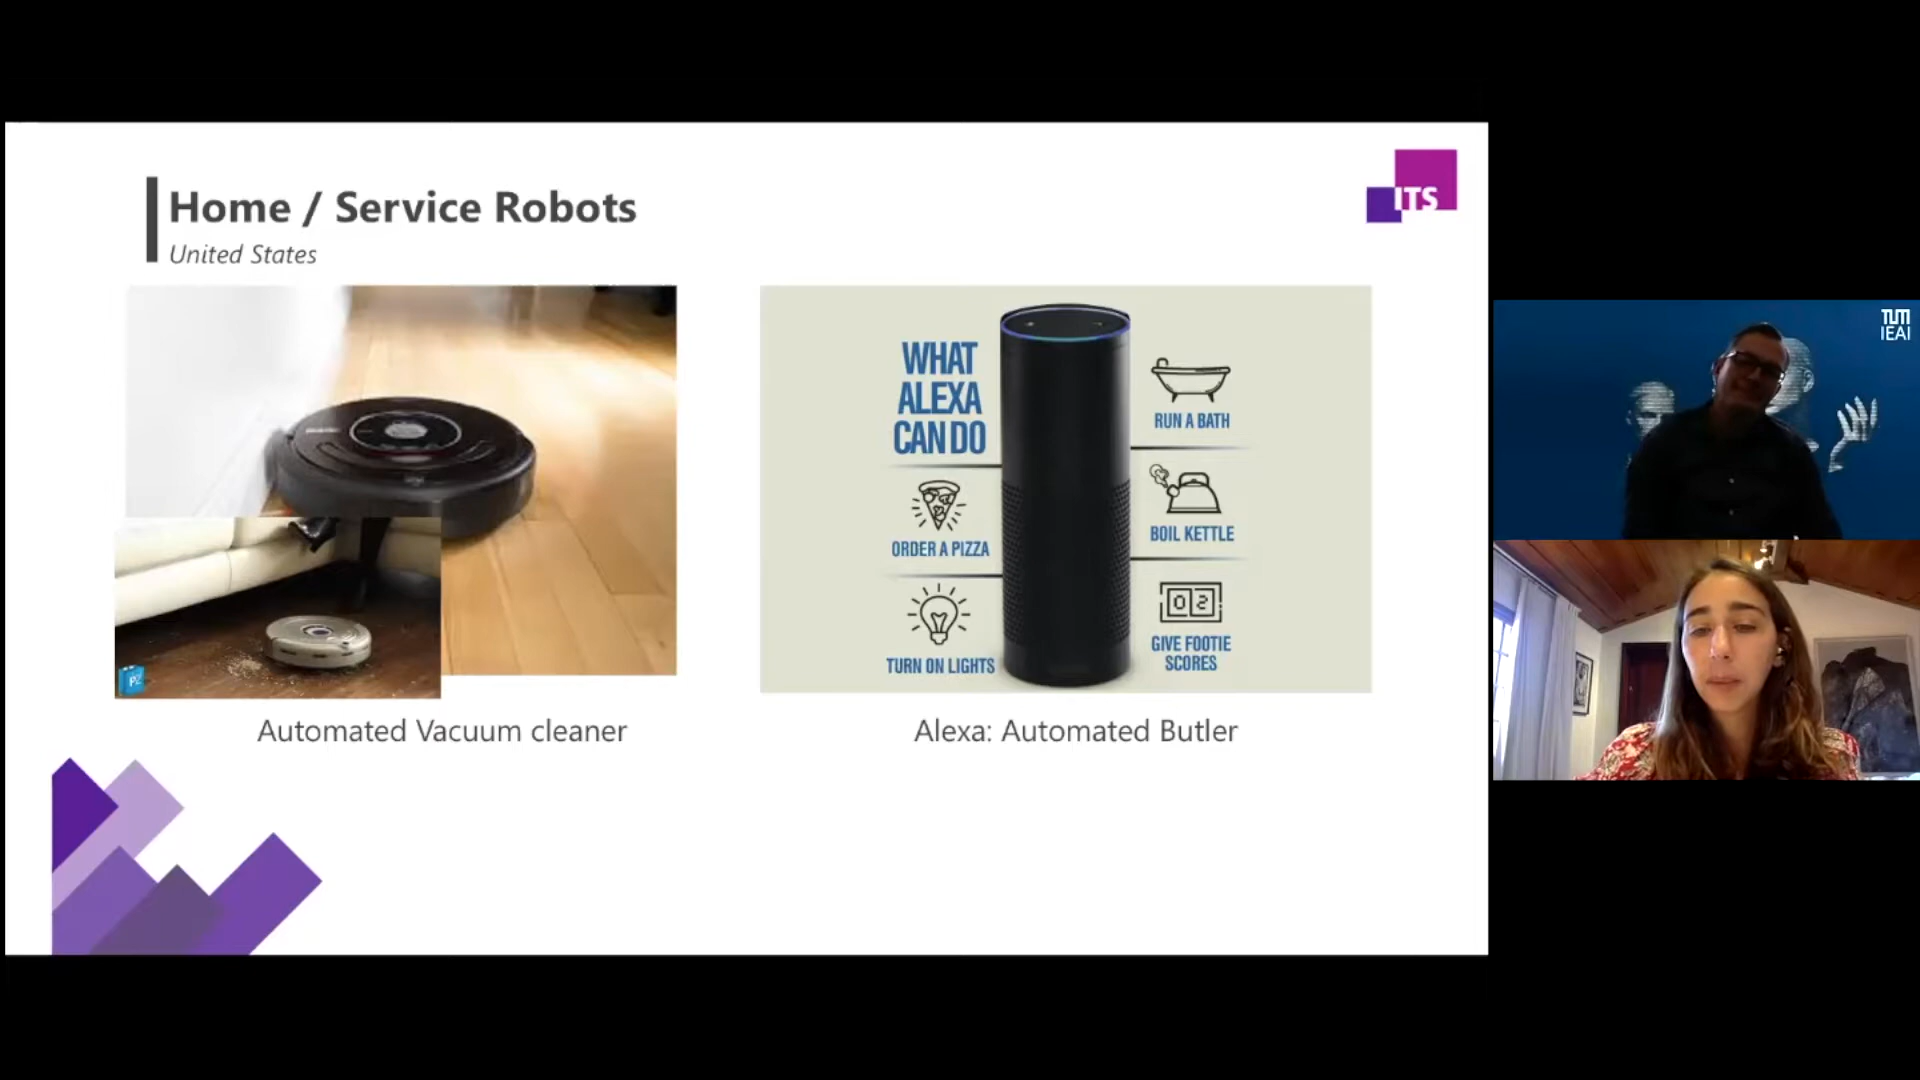 Home / Service Robots
United States
ITS
WHAT
ALEXA
CAN DO
ORDER A PIZZA
TURN ON LIGHTS
RUN A BATH
BOIL KETTLE
02
GIVE FOOTIE
SCORES
Automated Vacuum cleaner
Alexa: Automated Butler
TUM
IEAI